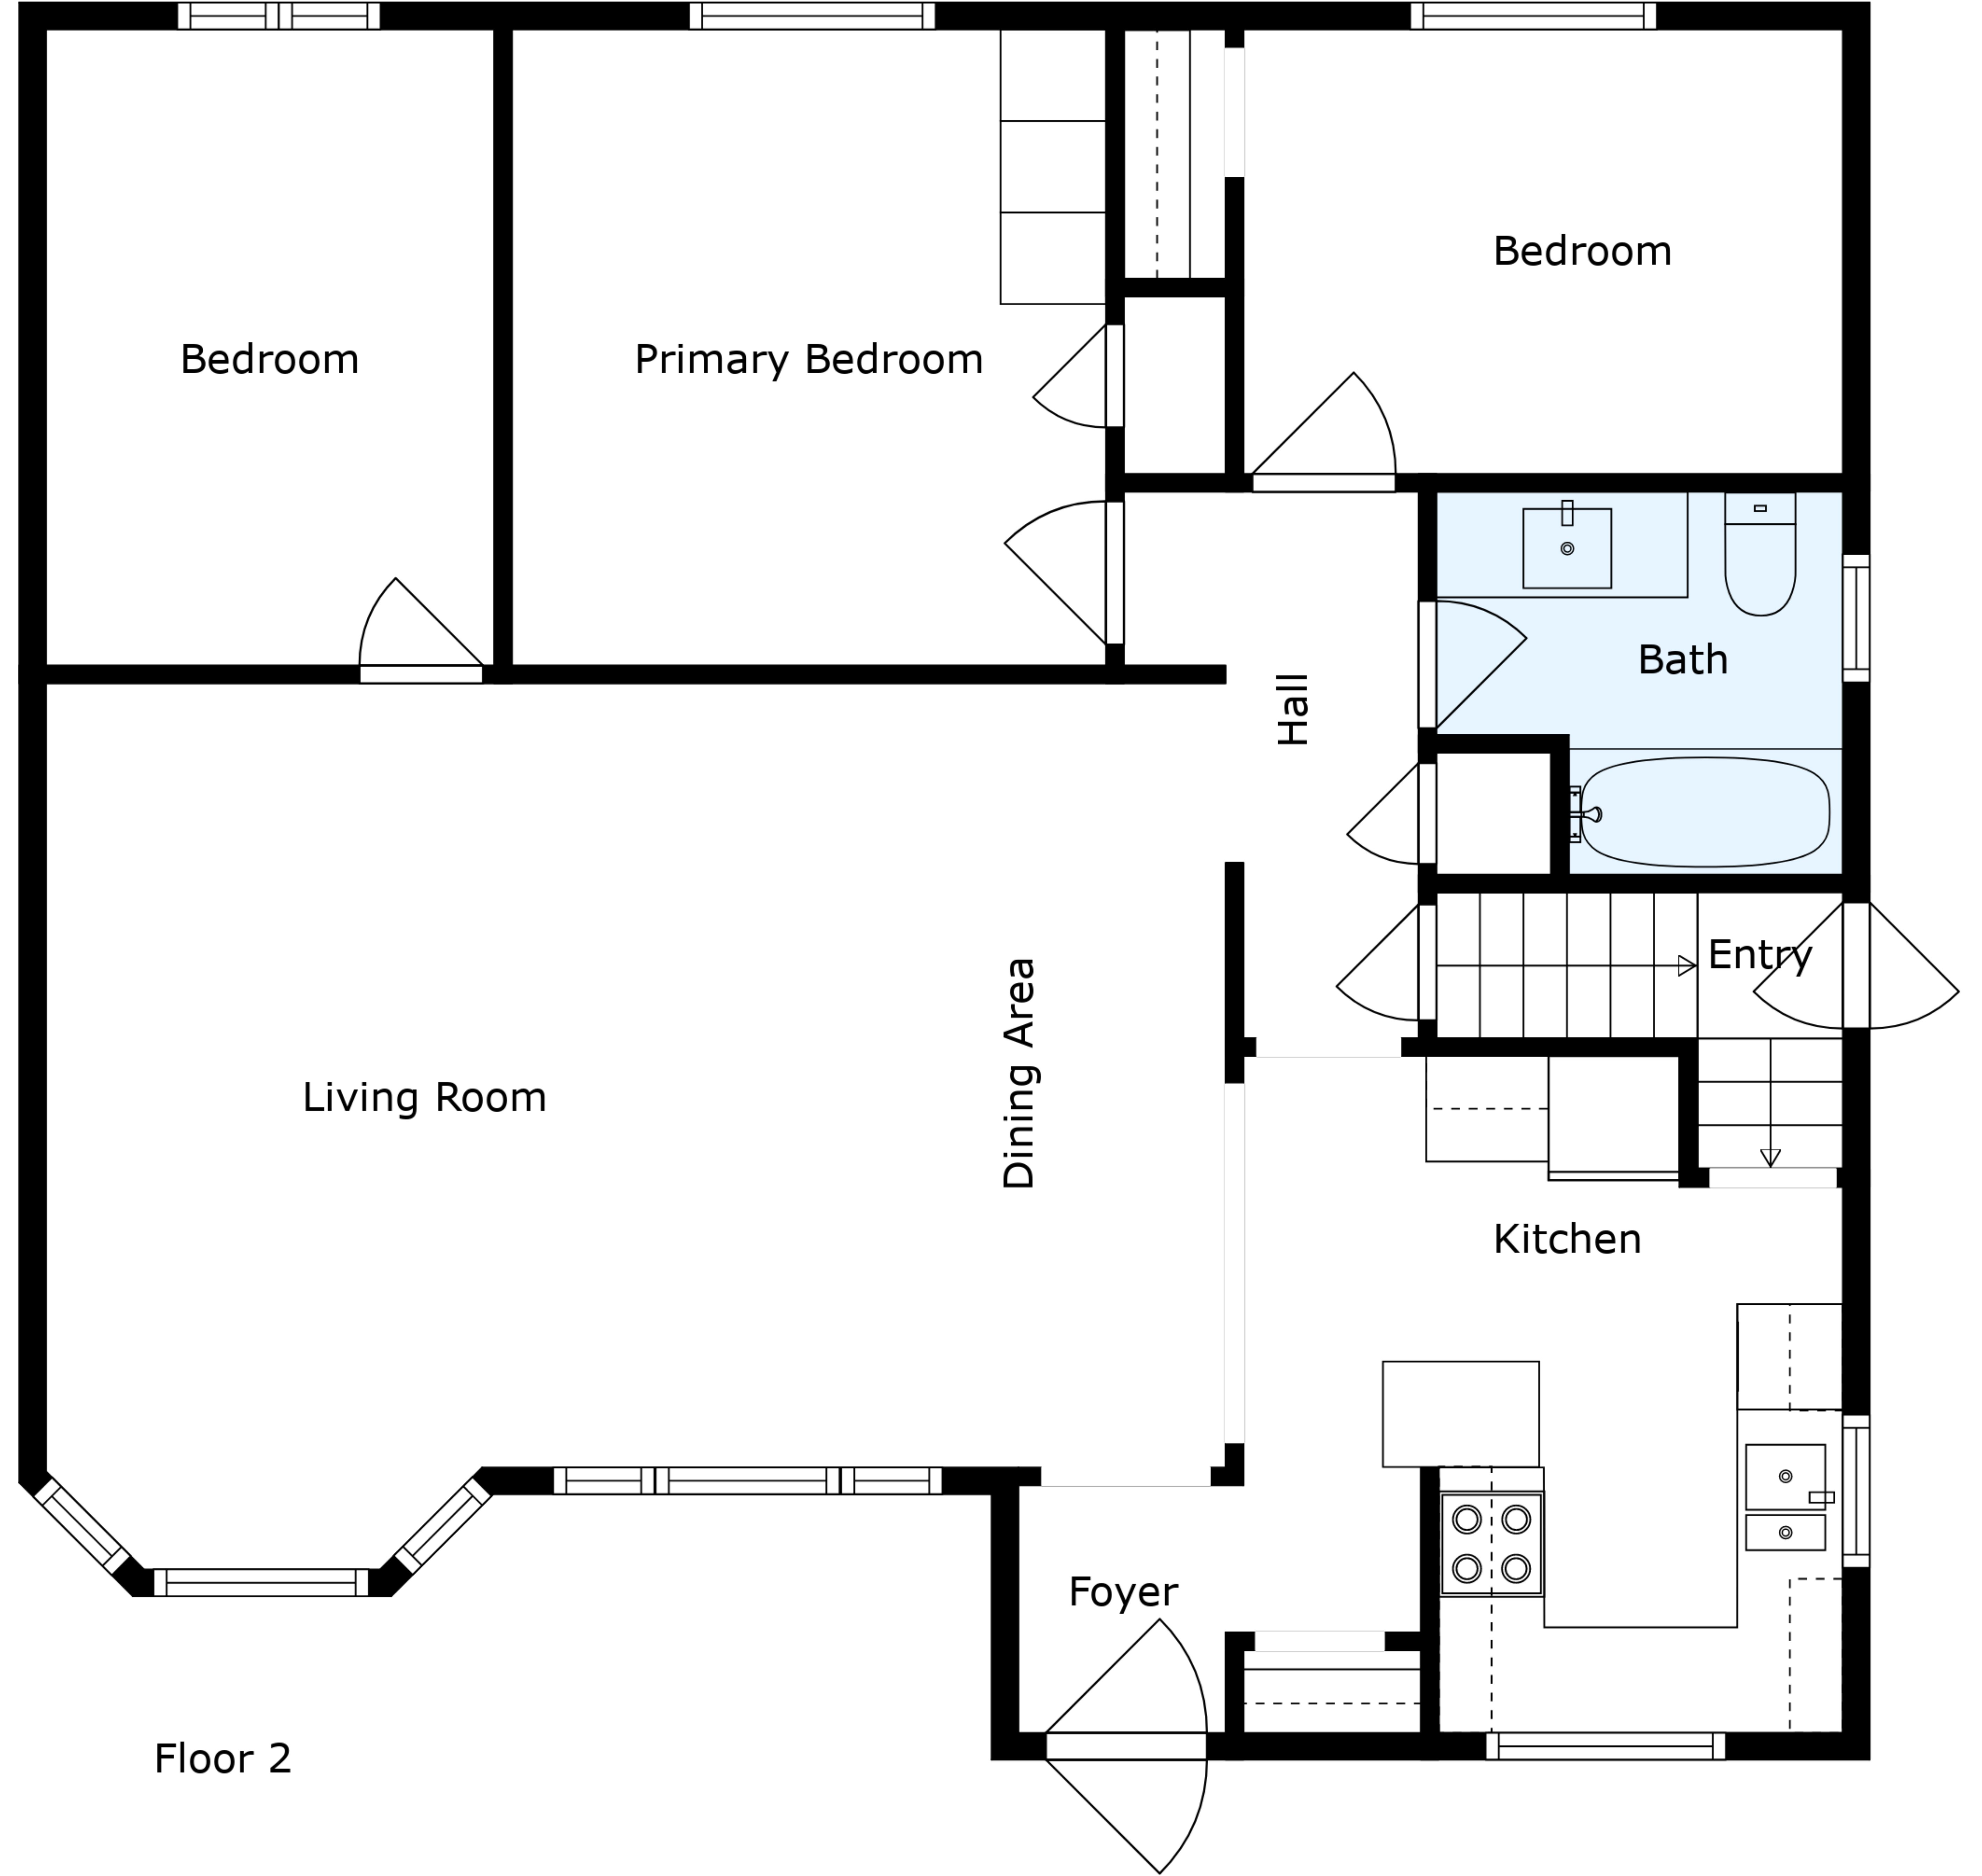 Bedroom
Bedroom
Primary Bedroom
Bath
Hall
Entry
Living Room
Dining Area
Kitchen
Foyer
Floor 2